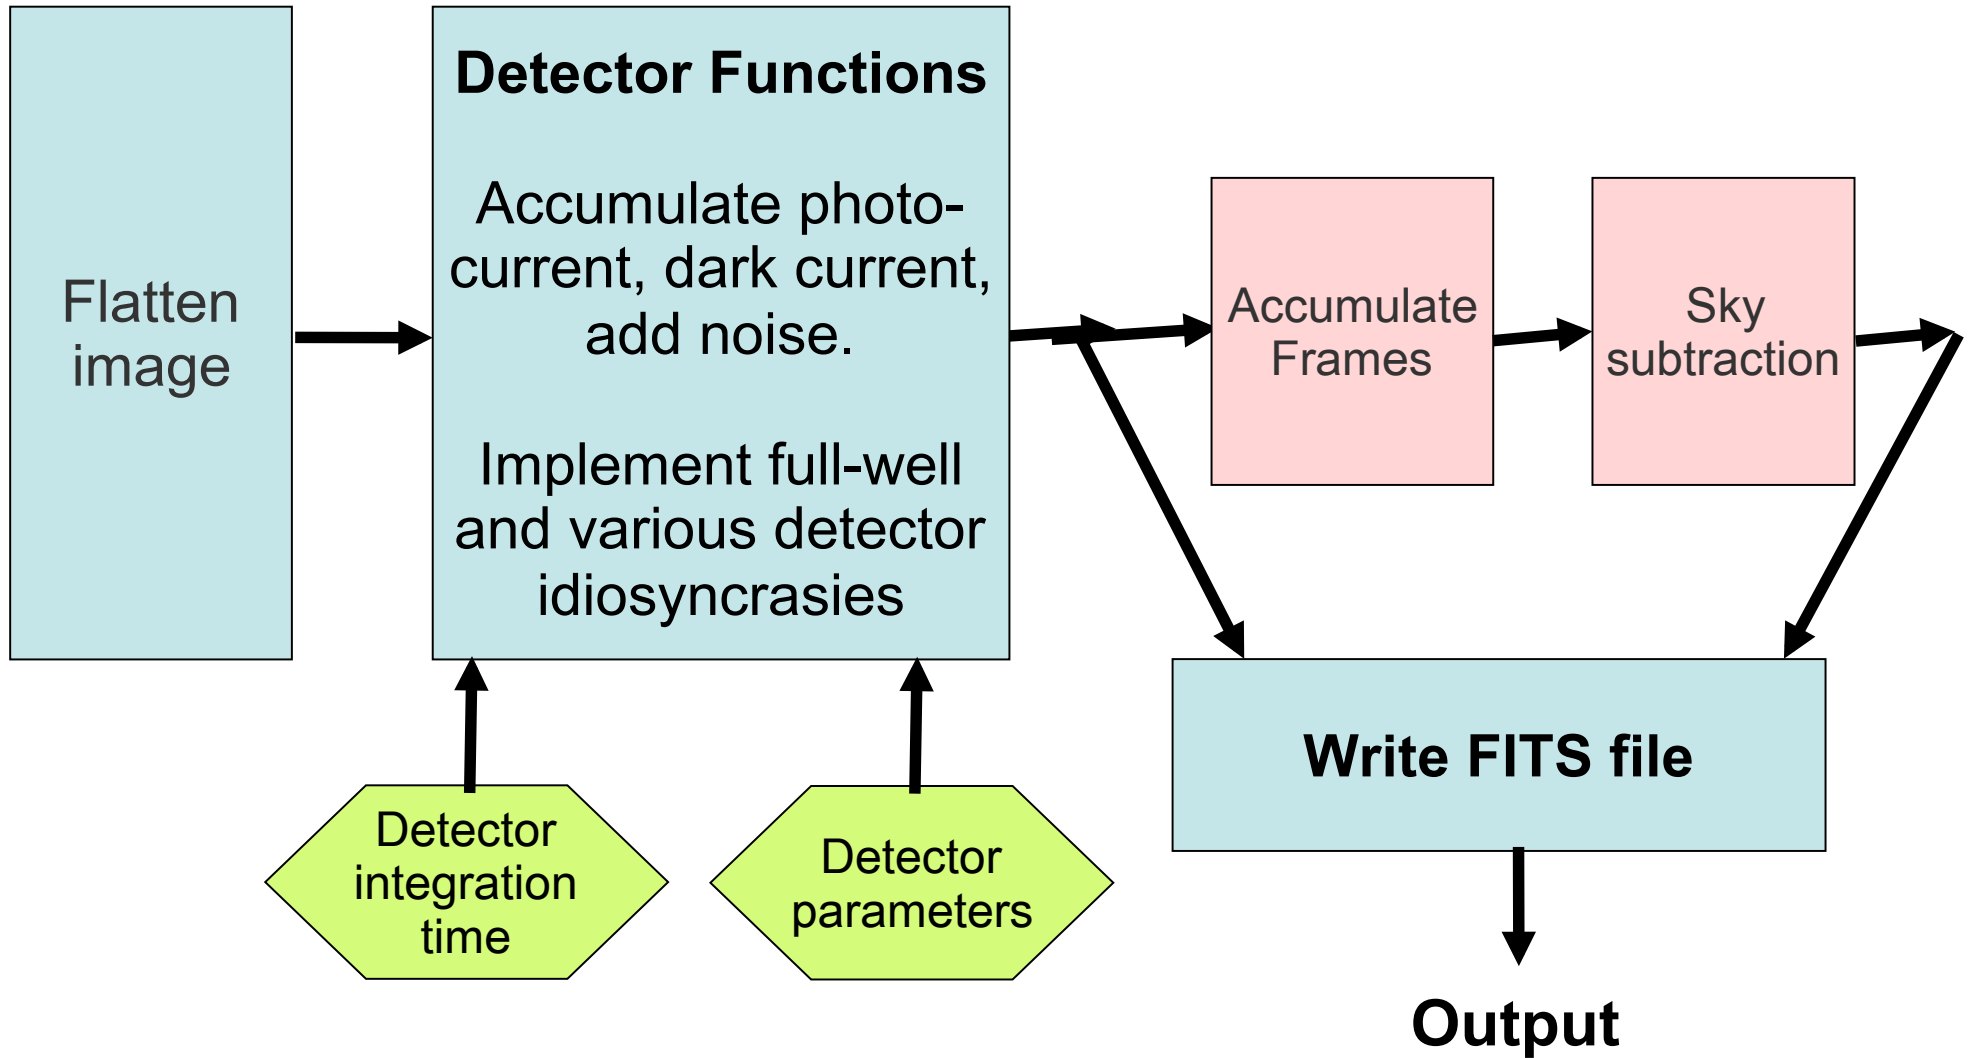 Flatten
image
Detector Functions
Accumulate photo-
current, dark current,
add noise.
Implement full-well
and various detector
idiosyncrasies
Accumulate
Frames
Sky
subtraction
Detector
integration
time
Detector
parameters
Write FITS file
Output